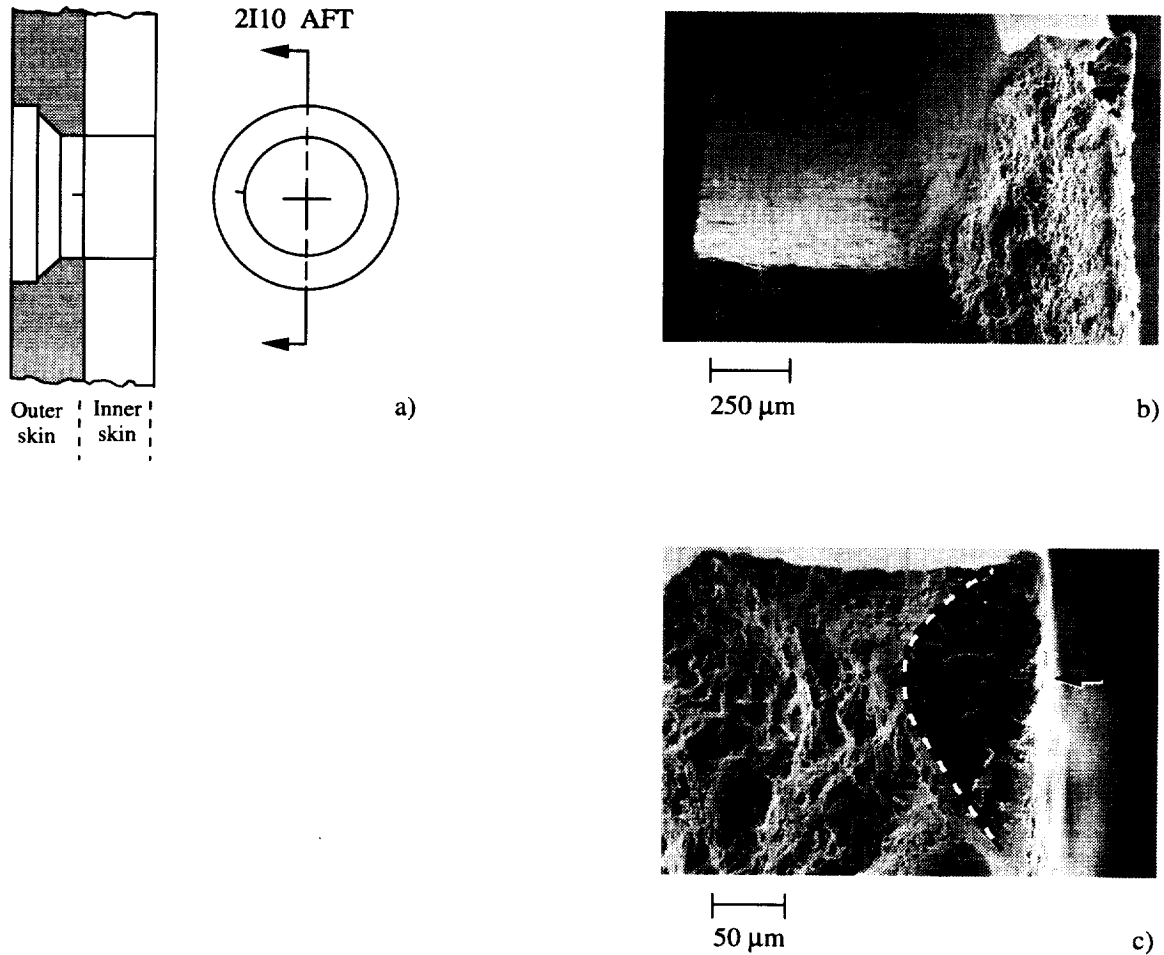 2I10 AFT
Outer skin
Inner skin
a)
250 μm
b)
50 μm
c)